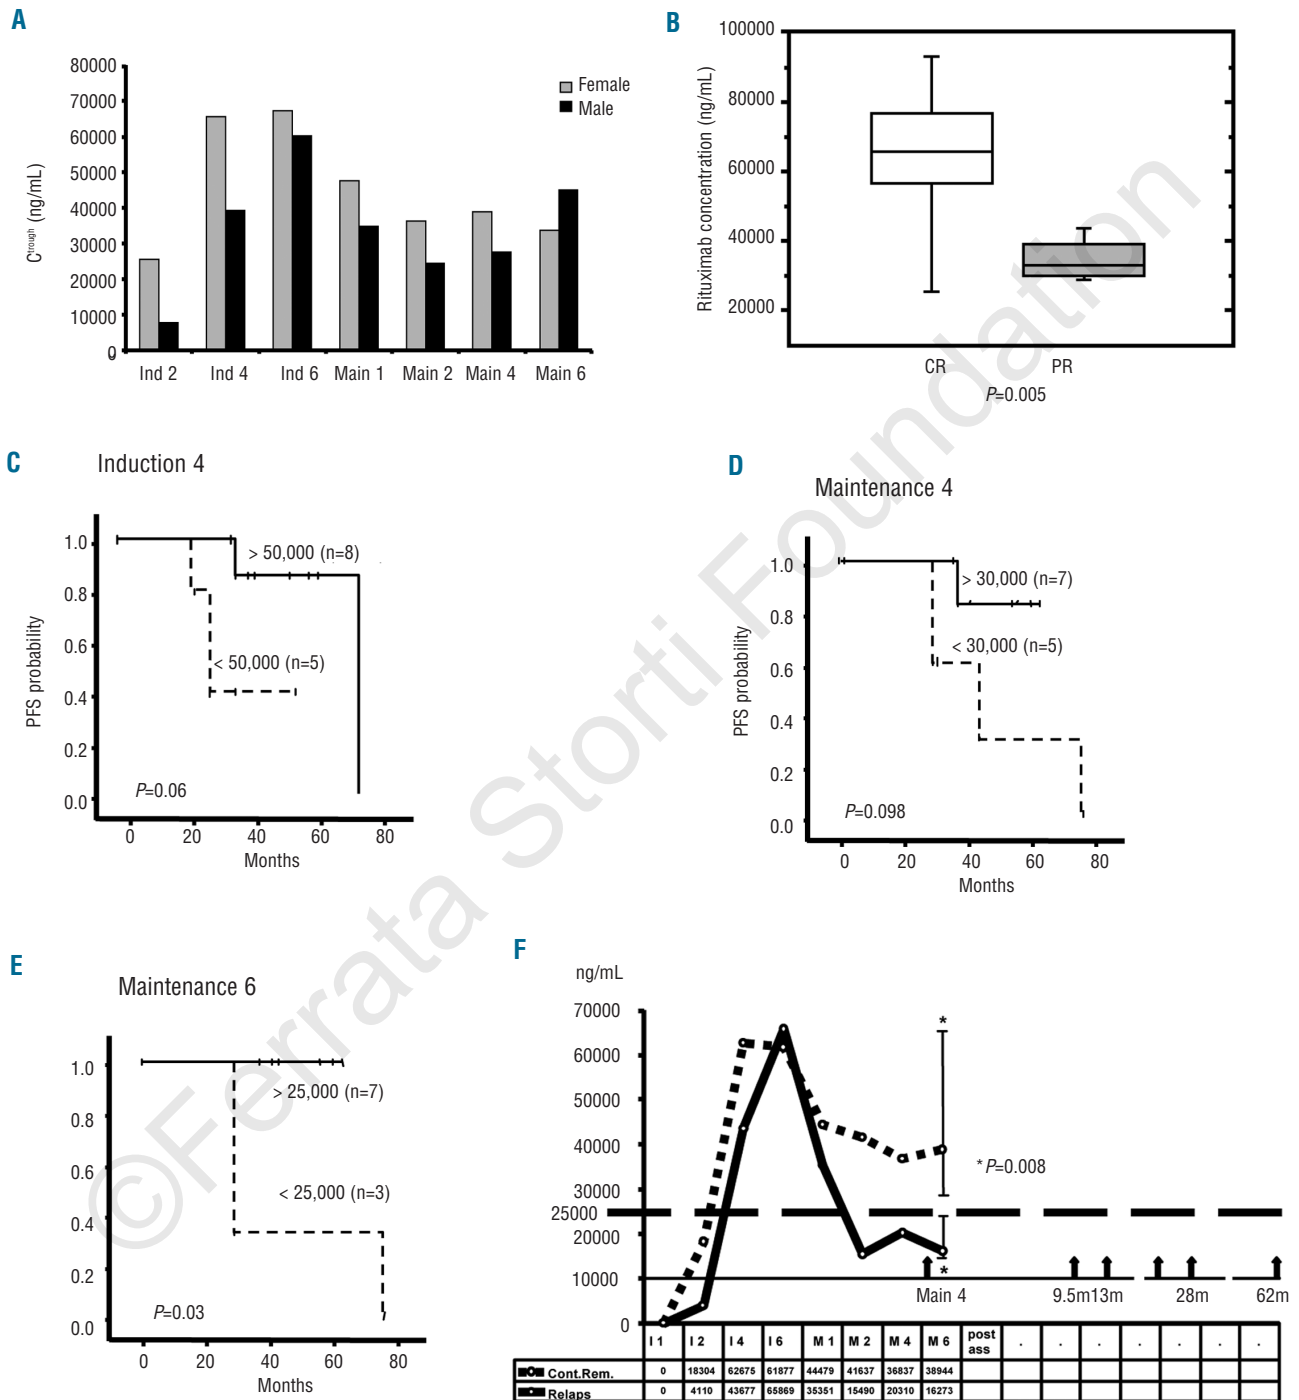 A
80000
70000
60000
50000
40000
30000
20000
10000
0
C trough (ng/mL)
Female
Male
Ind 2 Ind 4 Ind 6 Main 1 Main 2 Main 4 Main 6
B
100000
80000
60000
40000
20000
Rituximab concentration (ng/mL)
CR PR
P=0.005
C
Induction 4
1.0
0.8
0.6
0.4
0.2
0.0
PFS probability
> 50,000 (n=8)
< 50,000 (n=5)
P=0.06
0 20 40 60 80
Months
D
Maintenance 4
1.0
0.8
0.6
0.4
0.2
0.0
PFS probability
> 30,000 (n=7)
< 30,000 (n=5)
P=0.098
0 20 40 60 80
Months
E
Maintenance 6
1.0
0.8
0.6
0.4
0.2
0.0
> 25,000 (n=7)
< 25,000 (n=3)
P=0.03
0 20 40 60 80
Months
F
ng/mL
70000
60000
50000
40000
30000
25000
20000
10000
0
*
*P=0.008
*
Main 4 9.5m 13m 28m 62m
I 1 I 2 I 4 I 6 M 1 M 2 M 4 M 6 post ass . . . . . . .
Cont.Rem. 0 18304 62675 61877 44479 41637 36837 38944
Relaps 0 4110 43677 65869 35351 15490 20310 16273
©Ferrata Storti Foundation